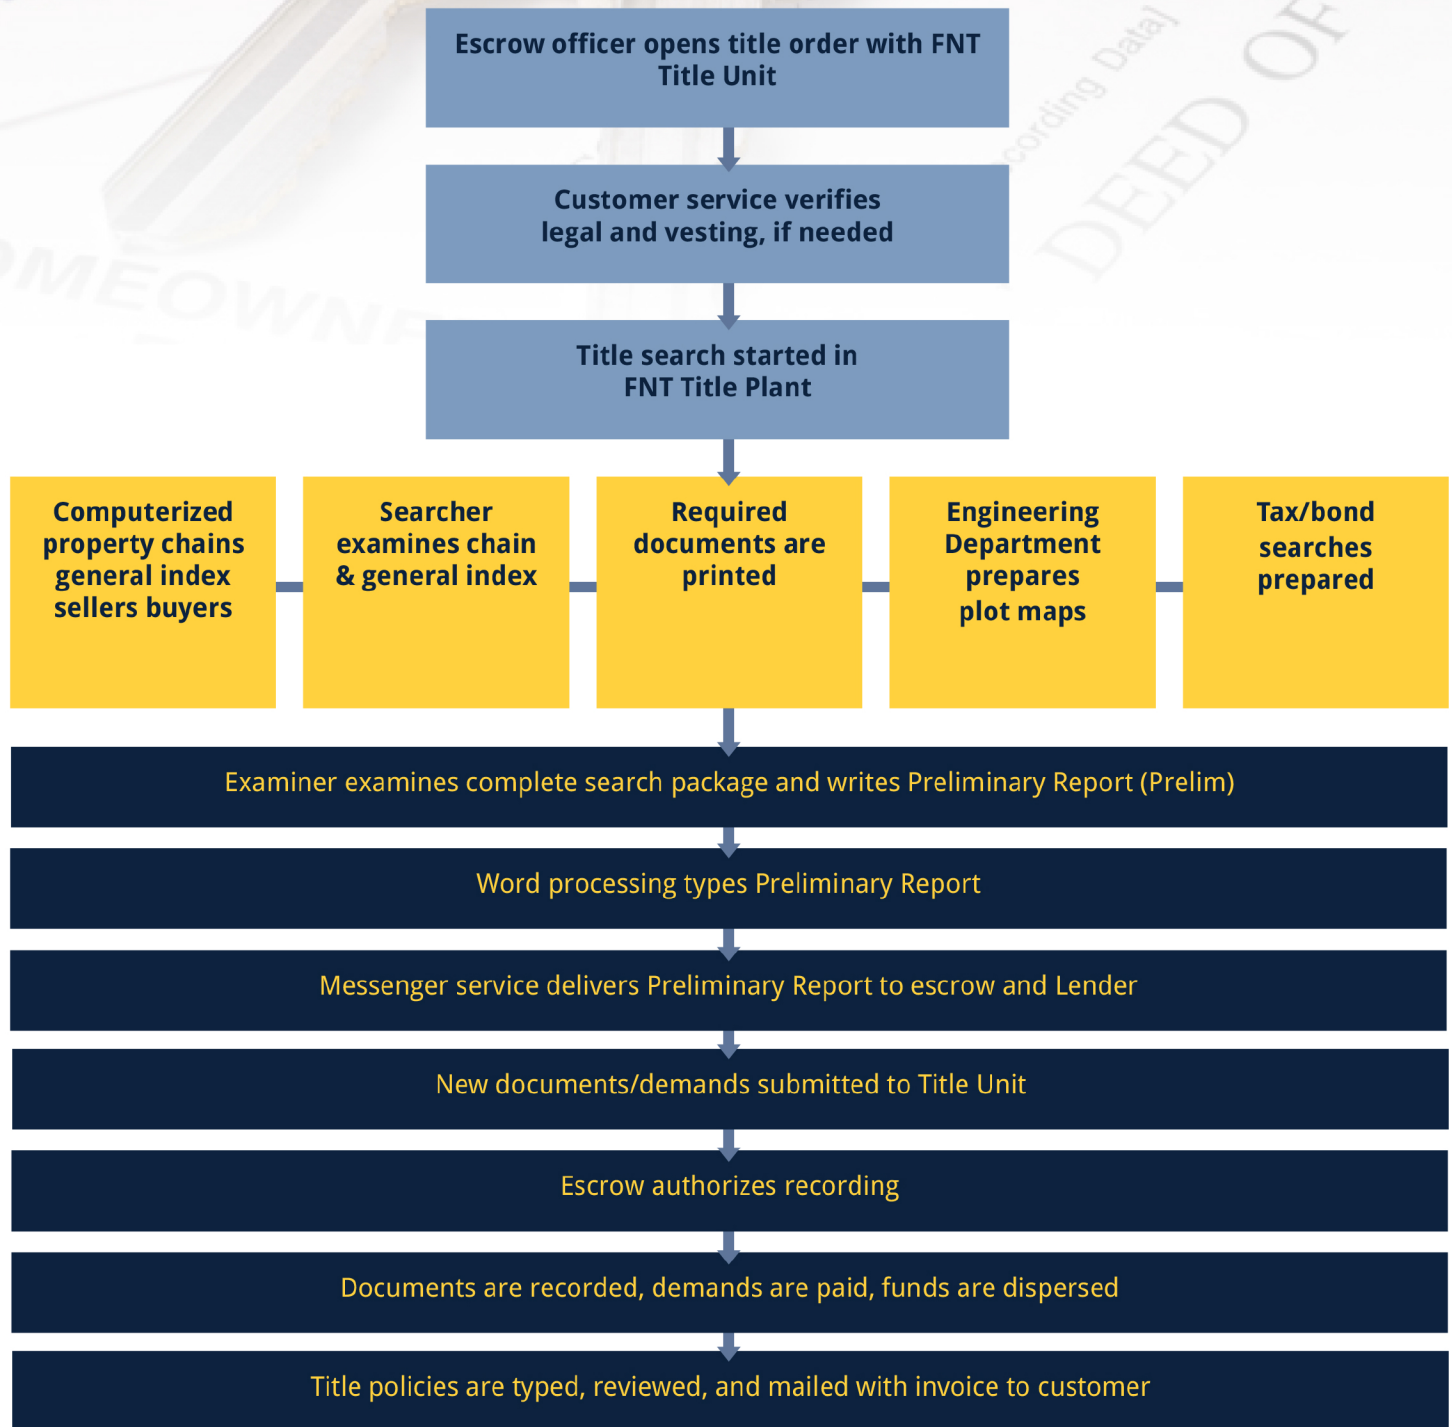 cording Data]
DEED OF
OMEOWNE
Escrow officer opens title order with FNT
Title Unit
Customer service verifies
legal and vesting, if needed
Title search started in
FNT Title Plant
Computerized
property chains
general index
sellers buyers
Searcher
examines chain
& general index
Required
documents are
printed
Engineering
Department
prepares
plot maps
Tax/bond
searches
prepared
Examiner examines complete search package and writes Preliminary Report (Prelim)
Word processing types Preliminary Report
Messenger service delivers Preliminary Report to escrow and Lender
New documents/demands submitted to Title Unit
Escrow authorizes recording
Documents are recorded, demands are paid, funds are dispersed
Title policies are typed, reviewed, and mailed with invoice to customer